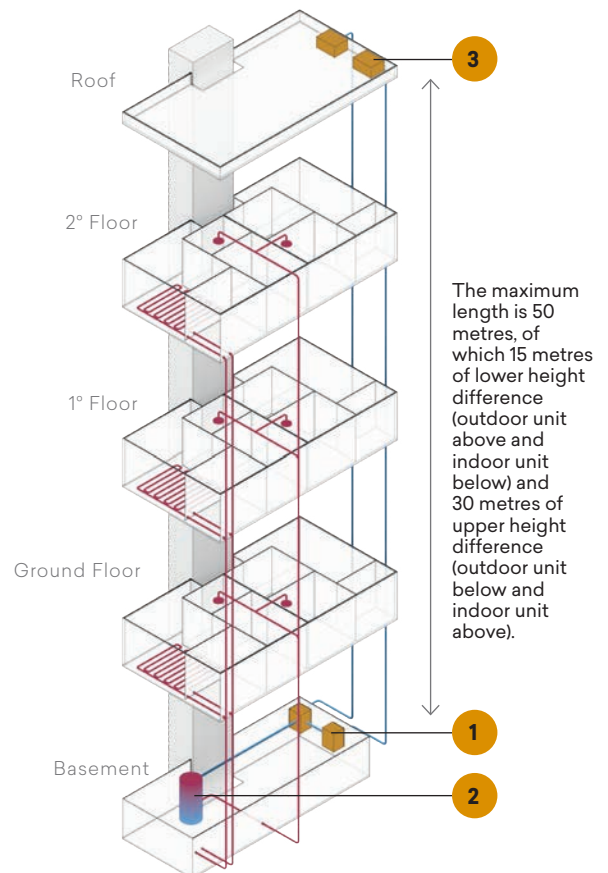 3
Roof
2° Floor
The maximum
length is 50
metres, of
which 15 metres
of lower height
difference
(outdoor unit
above and
indoor unit
below) and
30 metres of
upper height
difference
(outdoor unit
below and
indoor unit
above).
1° Floor
Ground Floor
1
Basement
2